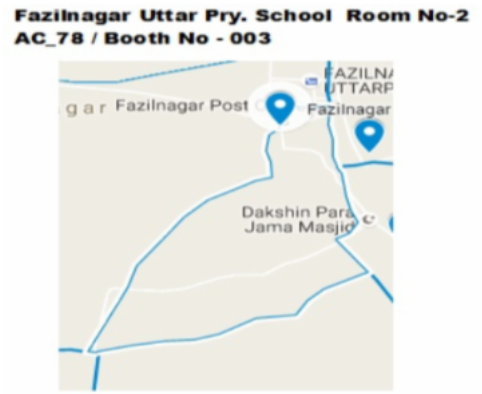 Fazilnagar Uttar Pry. School Room No-2
AC_78 / Booth No - 003
FAZILNA
UTTARP
gar Fazilnagar Post
Fazilnagar
Dakshin Para
Jama Masjid